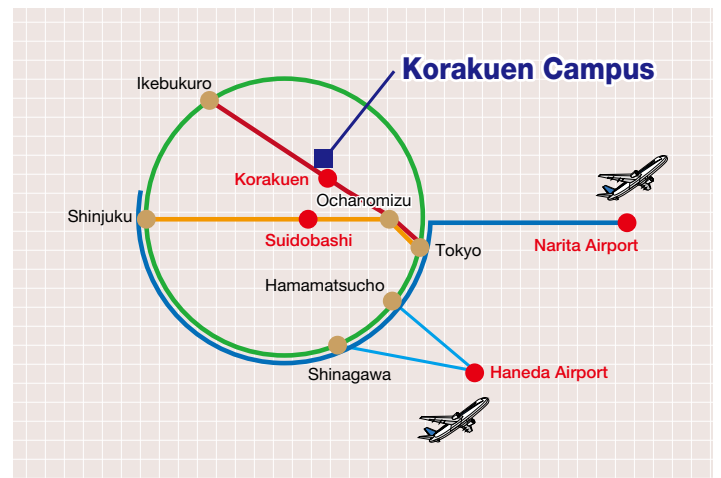 Korakuen Campus
Ikebukuro
Korakuen
Ochanomizu
Shinjuku
Suidobashi
Tokyo
Narita Airport
Hamamatsucho
Shinagawa
Haneda Airport